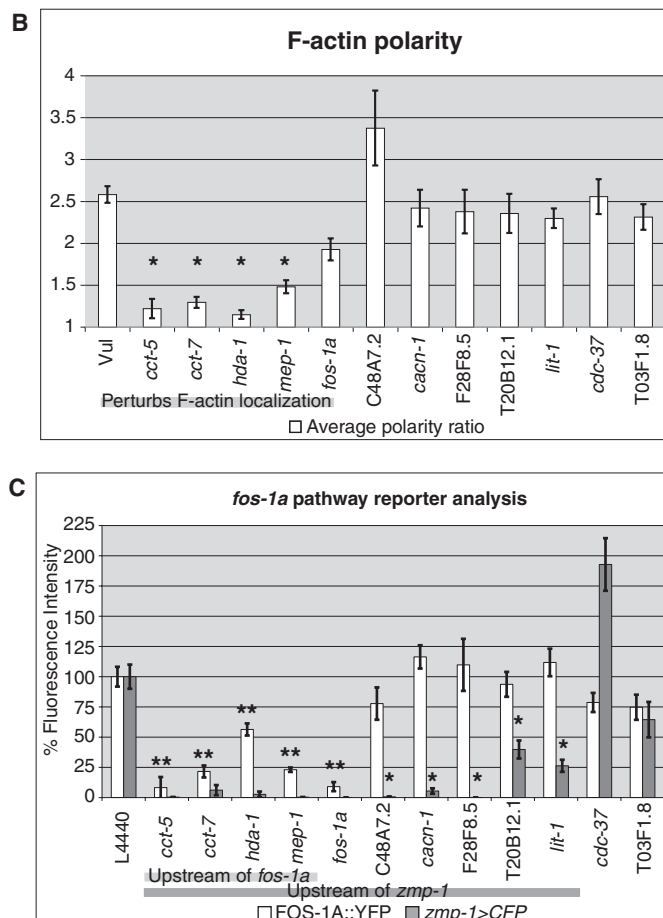 B
F-actin polarity
4
3.5
3
2.5
2
1.5
1
* * * *
Vul cct-5 cct-7 hda-1 mep-1 fos-1a C48A7.2 cacn-1 F28F8.5 T20B12.1 lit-1 cdc-37 T03F1.8
Perturbs F-actin localization
Average polarity ratio
C
fos-1a pathway reporter analysis
% Fluorescence Intensity
225
200
175
150
125
100
75
50
25
0
** ** ** ** ** * * * * *
L4440 cct-5 cct-7 hda-1 mep-1 fos-1a C48A7.2 cacn-1 F28F8.5 T20B12.1 lit-1 cdc-37 T03F1.8
Upstream of fos-1a
Upstream of zmp-1
FOS-1A::YFP zmp-1>CFP